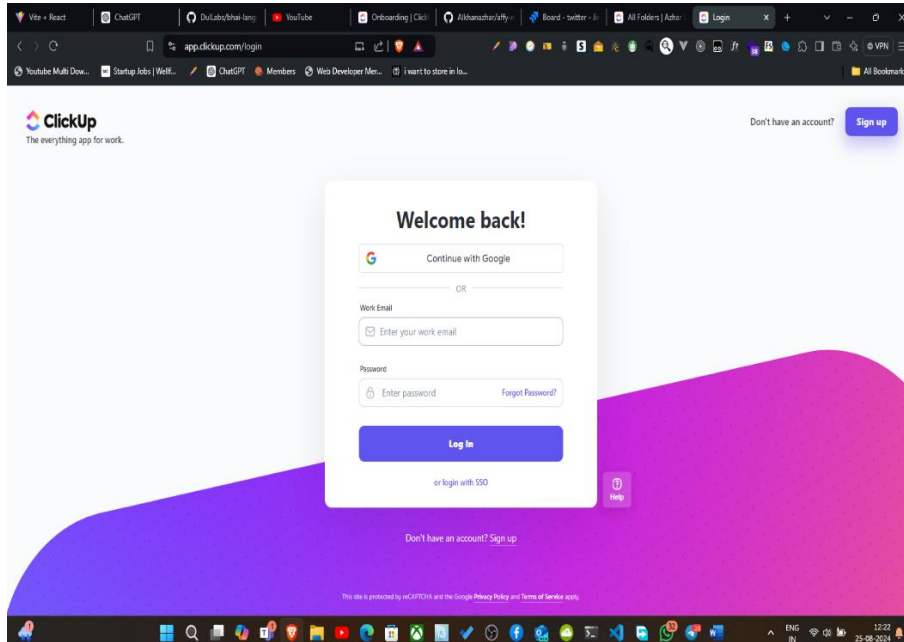 Vite + React
ChatGPT
DulLabs/bhai-lang:
YouTube
Onboarding | Click
Alkhanazhar/affy-e
Board - twitter - Ji
All Folders | Azhar
Login
app.clickup.com/login
VPN
Youtube Multi Dow...
Startup Jobs | Wellf...
ChatGPT
Members
Web Developer Mer...
i want to store in lo...
All Bookmark
ClickUp
The everything app for work.
Don't have an account?
Sign up
Welcome back!
Continue with Google
OR
Work Email
Enter your work email
Password
Enter password
Forgot Password?
Log In
or login with SSO
Help
Don't have an account? Sign up
This site is protected by reCAPTCHA and the Google Privacy Policy and Terms of Service apply.
ENG
IN
12:22
25-08-2024